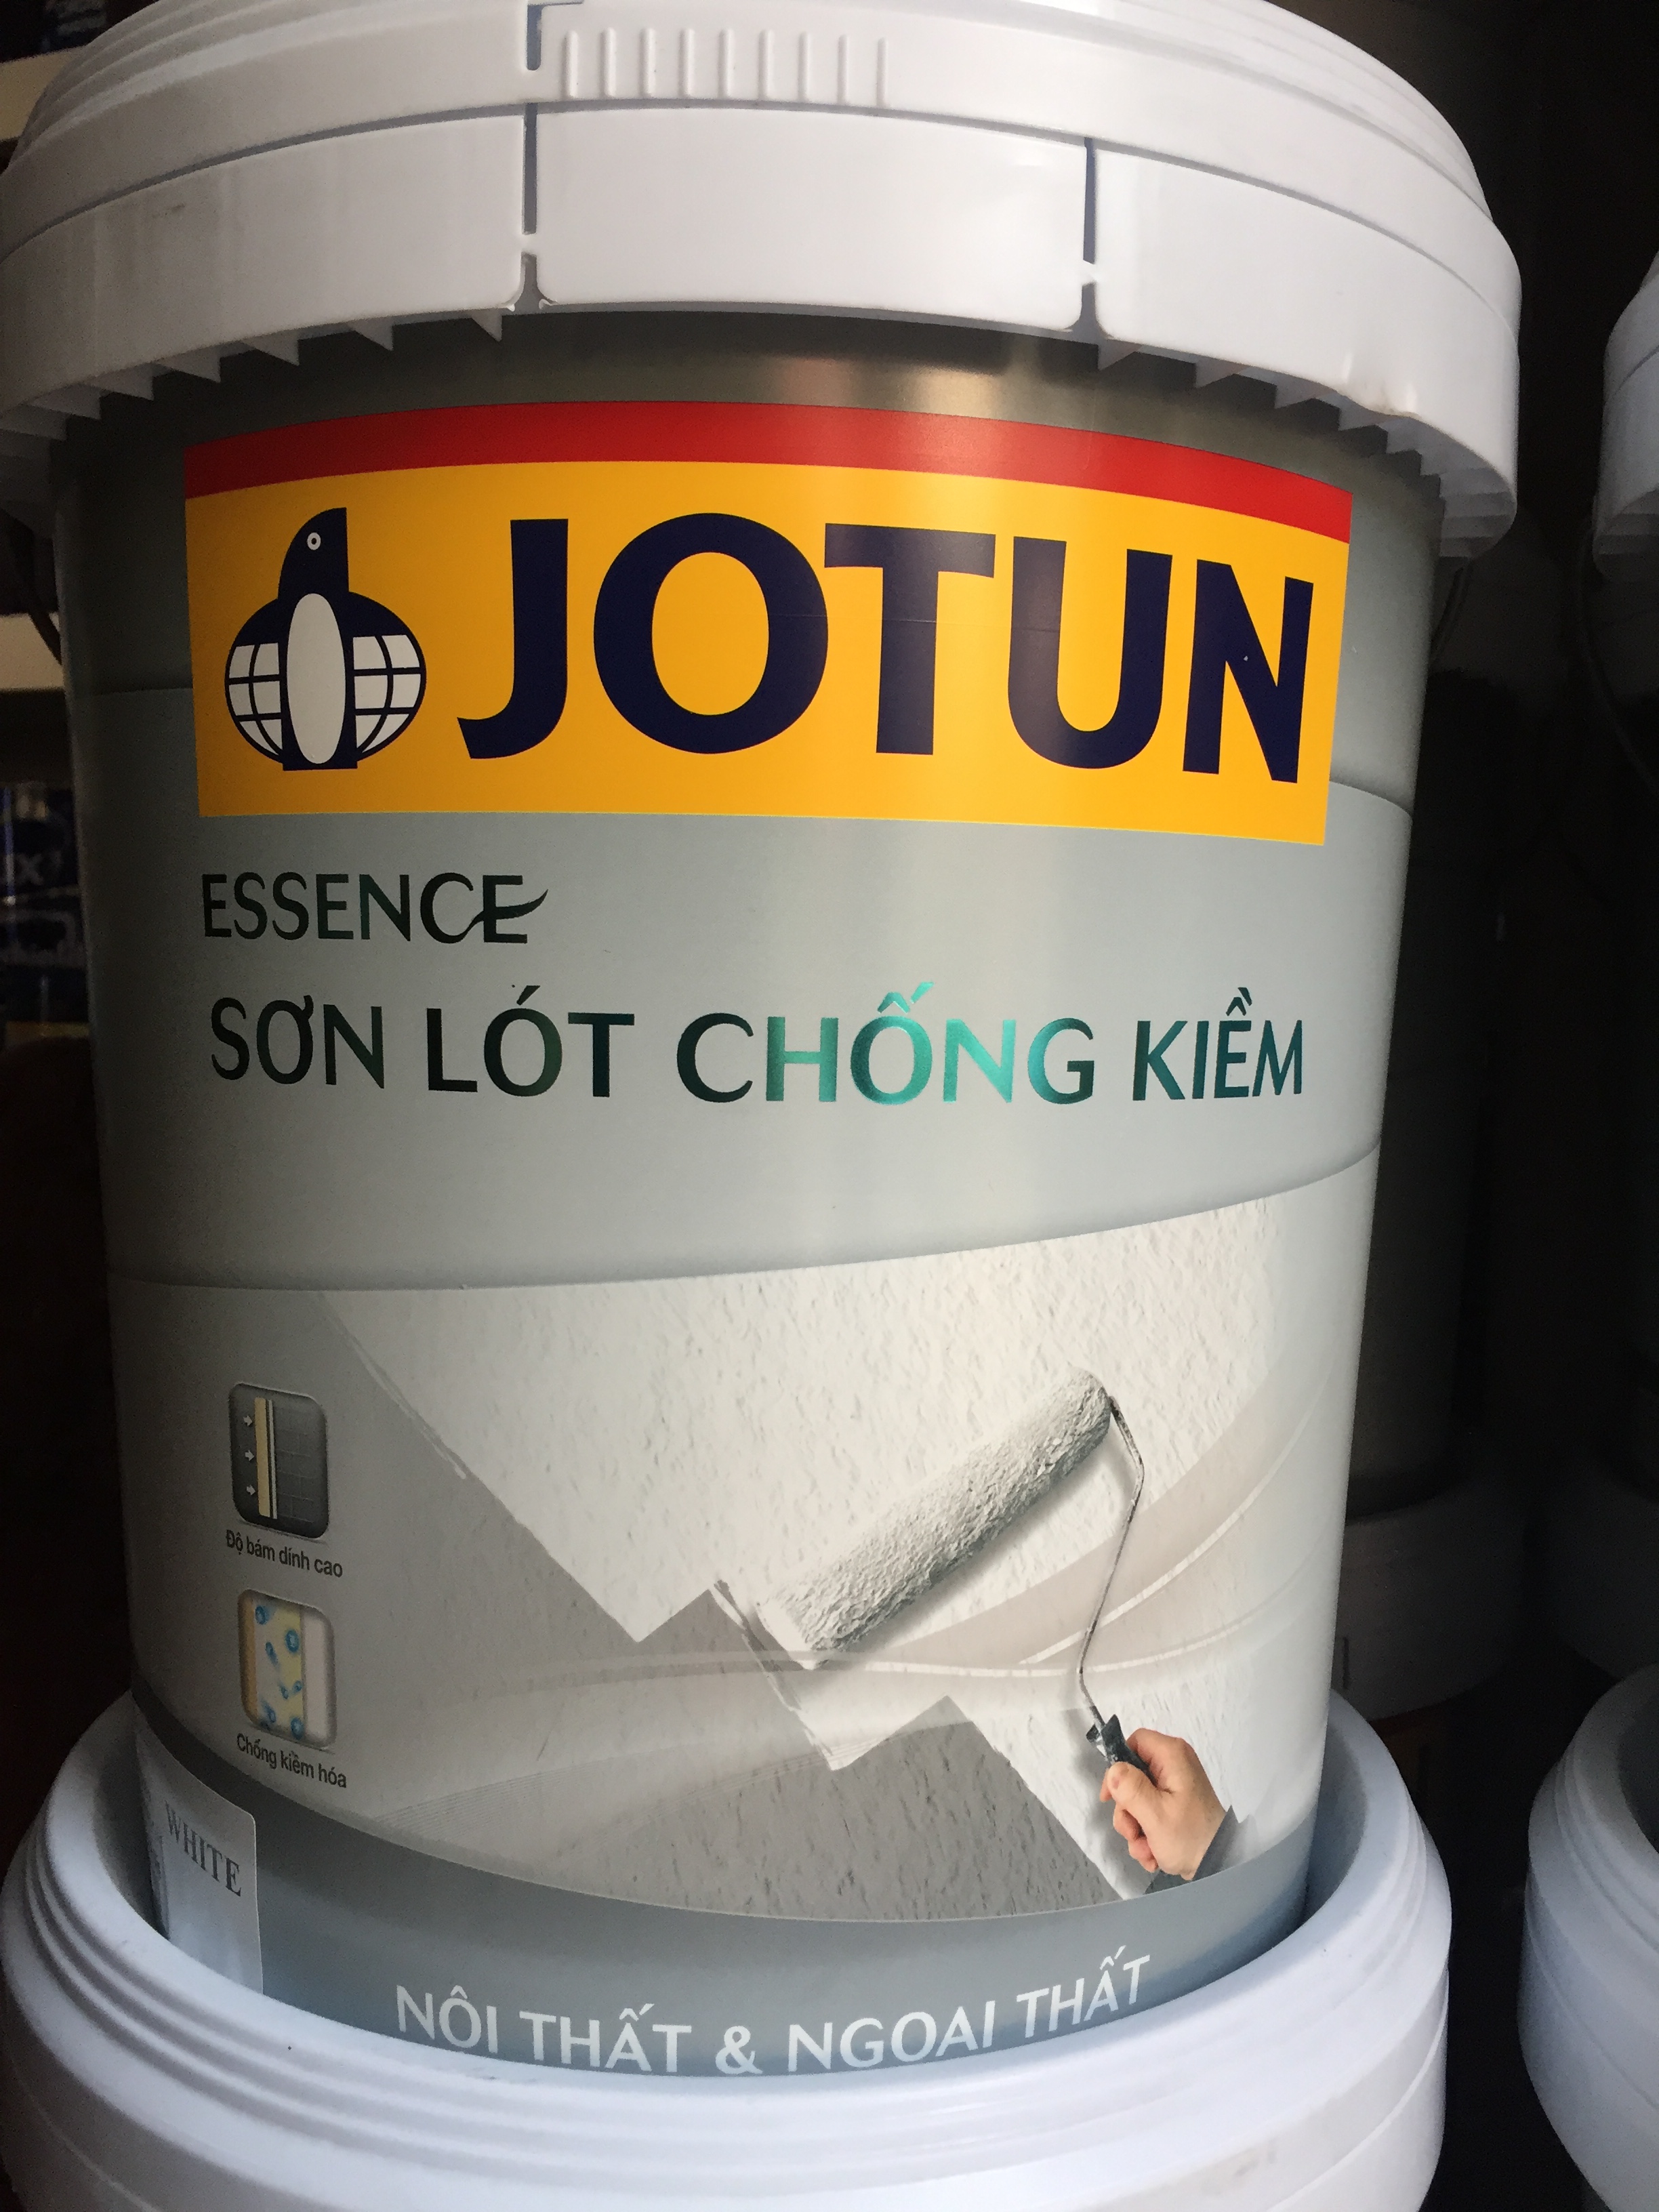 JOTUN
ESSENCE
SƠN LÓT CHỐNG KIỀM
Độ bám dính cao
Chống kiềm hóa
WHITE
NỘI THẤT & NGOẠI THẤT